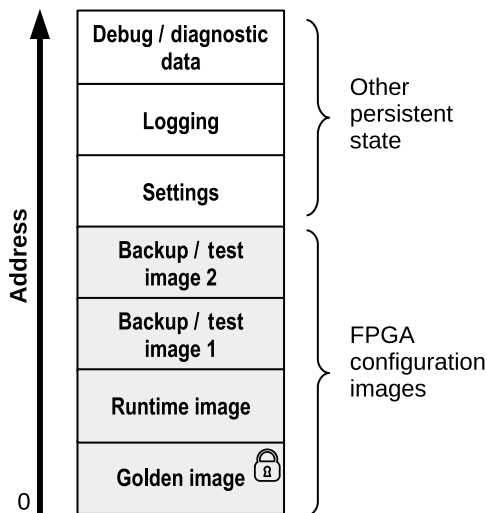 Debug / diagnostic
data
Logging
Settings
Backup / test
image 2
Backup / test
image 1
Runtime image
Golden image
Other
persistent
state
FPGA
configuration
images
Address
0